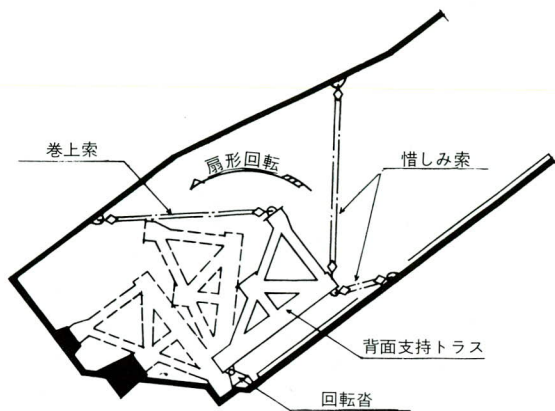 巻上索
扇形回転
惜しみ索
背面支持トラス
回転沓